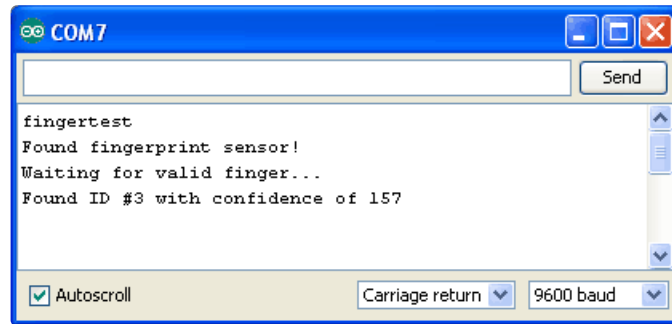 COM7
Send
fingertest
Found fingerprint sensor!
Waiting for valid finger...
Found ID #3 with confidence of 157
Autoscroll
Carriage return
9600 baud